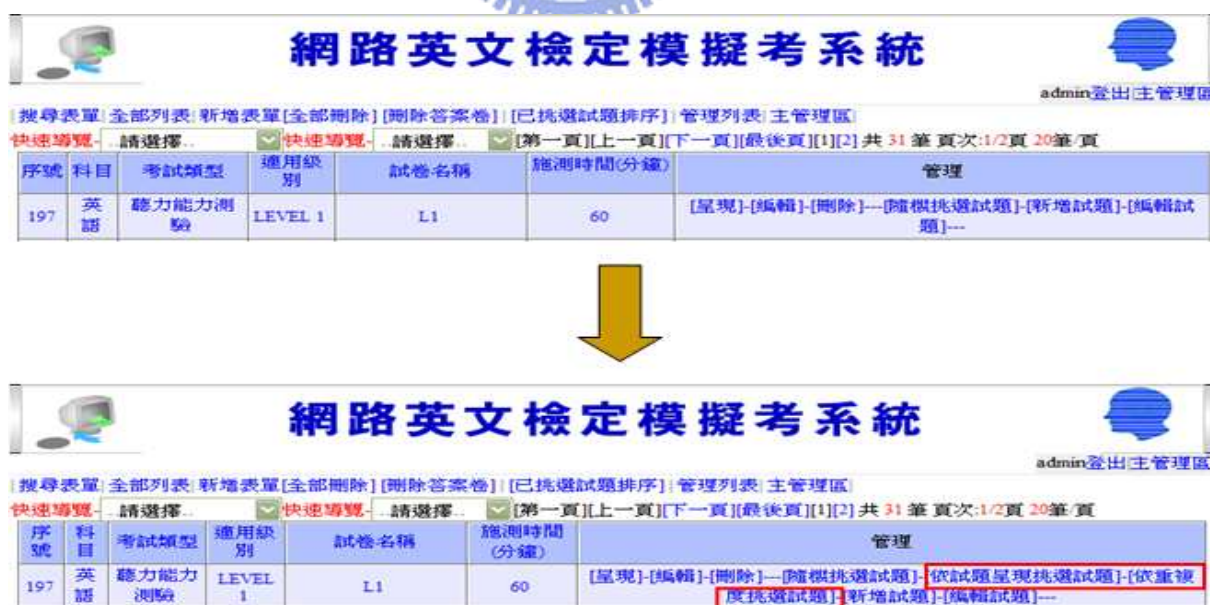 網路英文檢定模擬考系統
admin登出|主管理區
|搜尋表單|全部列表|新增表單[全部刪除] [刪除答案卷]| [已挑選試題排序]|管理列表|主管理區|
快速導覽- ..請選擇.. 快速導覽- ..請選擇.. [第一頁][上一頁][下一頁][最後頁][1][2] 共 31 筆 頁次:1/2頁 20筆/頁
序號 科目 考試類型 適用級別 試卷名稱 施測時間(分鐘) 管理
197 英語 聽力能力測驗 LEVEL 1 L1 60 [呈現]-[編輯]-[刪除]---[隨機挑選試題]-[新增試題]-[編輯試題]---
網路英文檢定模擬考系統
admin登出|主管理區
|搜尋表單|全部列表|新增表單[全部刪除] [刪除答案卷]| [已挑選試題排序]|管理列表|主管理區|
快速導覽- ..請選擇.. 快速導覽- ..請選擇.. [第一頁][上一頁][下一頁][最後頁][1][2] 共 31 筆 頁次:1/2頁 20筆/頁
序號 科目 考試類型 適用級別 試卷名稱 施測時間(分鐘) 管理
197 英語 聽力能力測驗 LEVEL 1 L1 60 [呈現]-[編輯]-[刪除]---[隨機挑選試題]-[依試題呈現挑選試題]-[依重複度挑選試題]-[新增試題]-[編輯試題]---